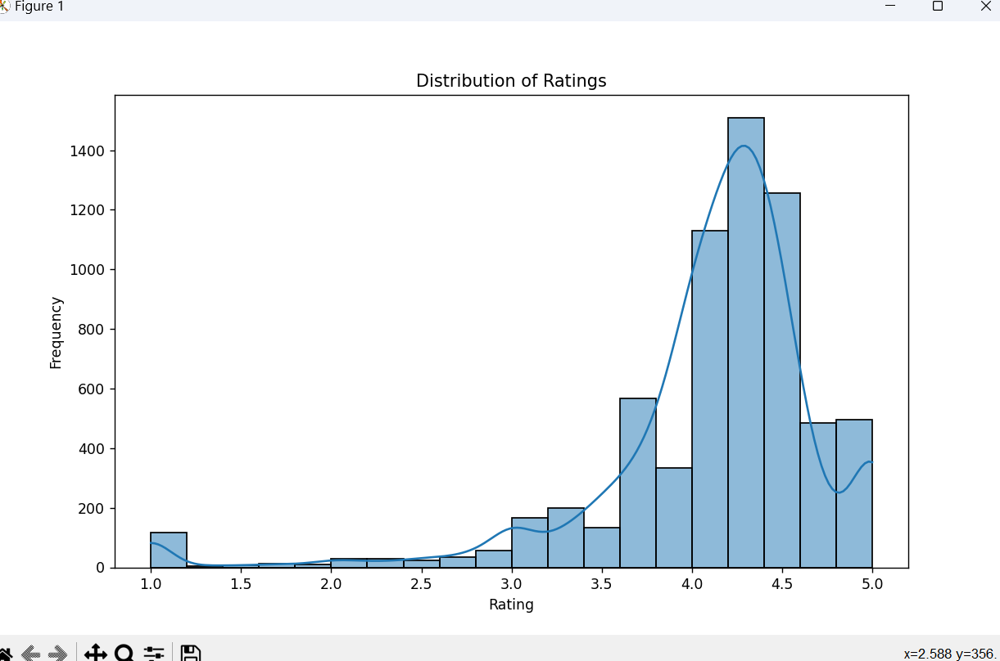 Figure 1
Distribution of Ratings
1400
1200
1000
800
600
400
200
0
Frequency
1.0 1.5 2.0 2.5 3.0 3.5 4.0 4.5 5.0
Rating
x=2.588 y=356.